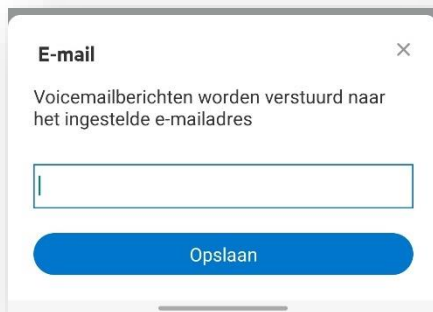 E-mail
Voicemailberichten worden verstuurd naar
het ingestelde e-mailadres
Opslaan